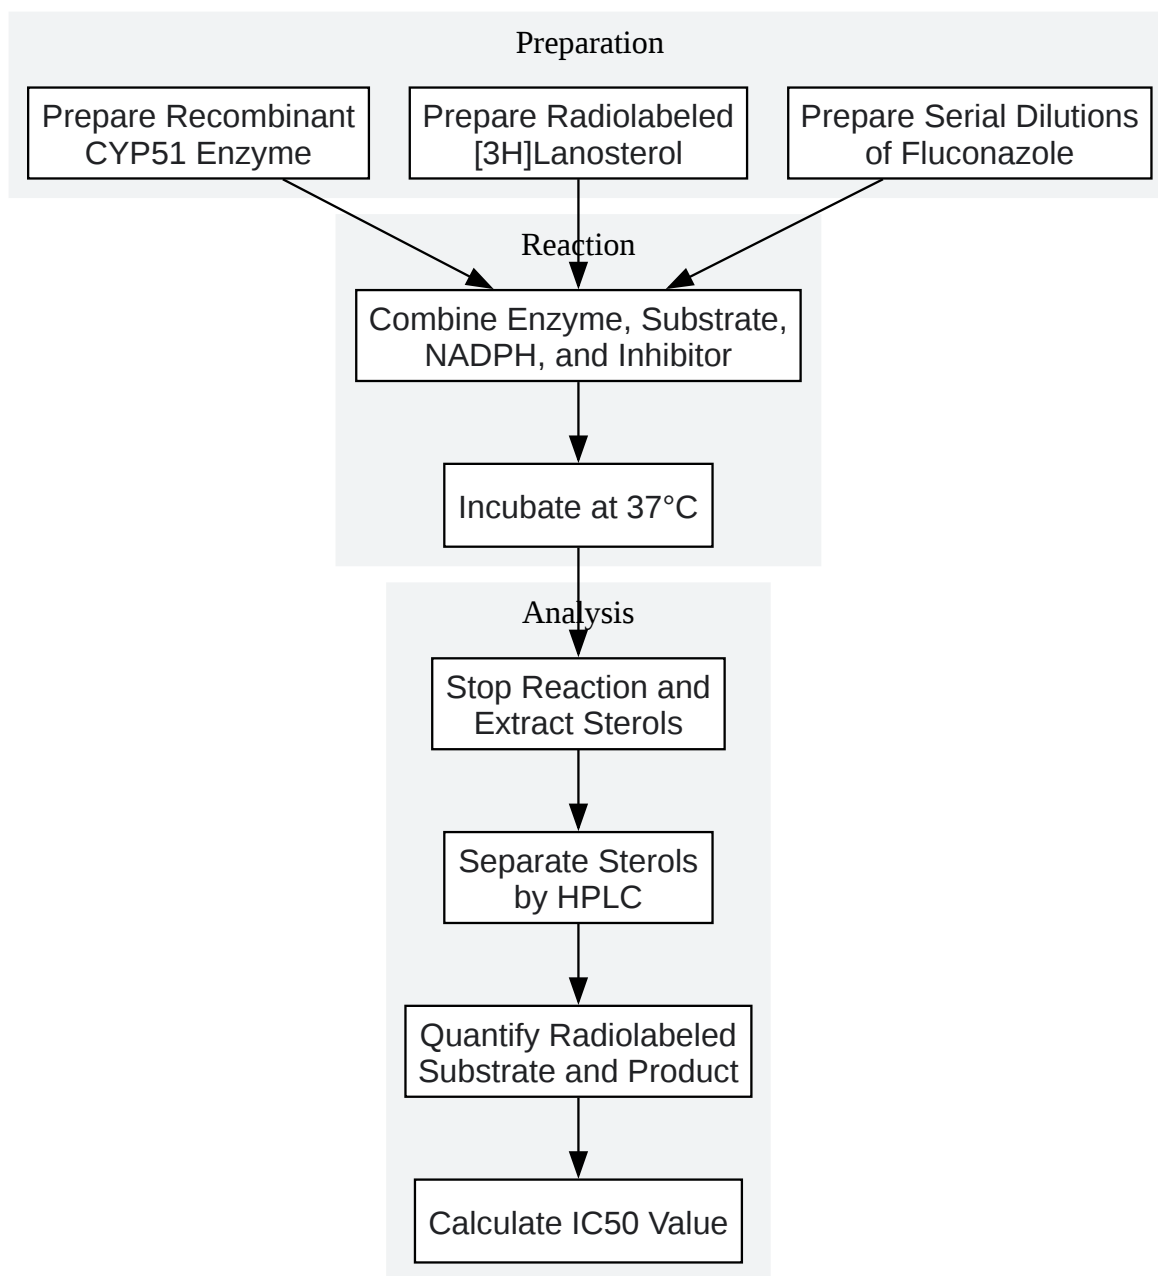 Preparation
Prepare Recombinant
CYP51 Enzyme
Prepare Radiolabeled
[3H]Lanosterol
Prepare Serial Dilutions
of Fluconazole
Reaction
Combine Enzyme, Substrate,
NADPH, and Inhibitor
Incubate at 37°C
Analysis
Stop Reaction and
Extract Sterols
Separate Sterols
by HPLC
Quantify Radiolabeled
Substrate and Product
Calculate IC50 Value